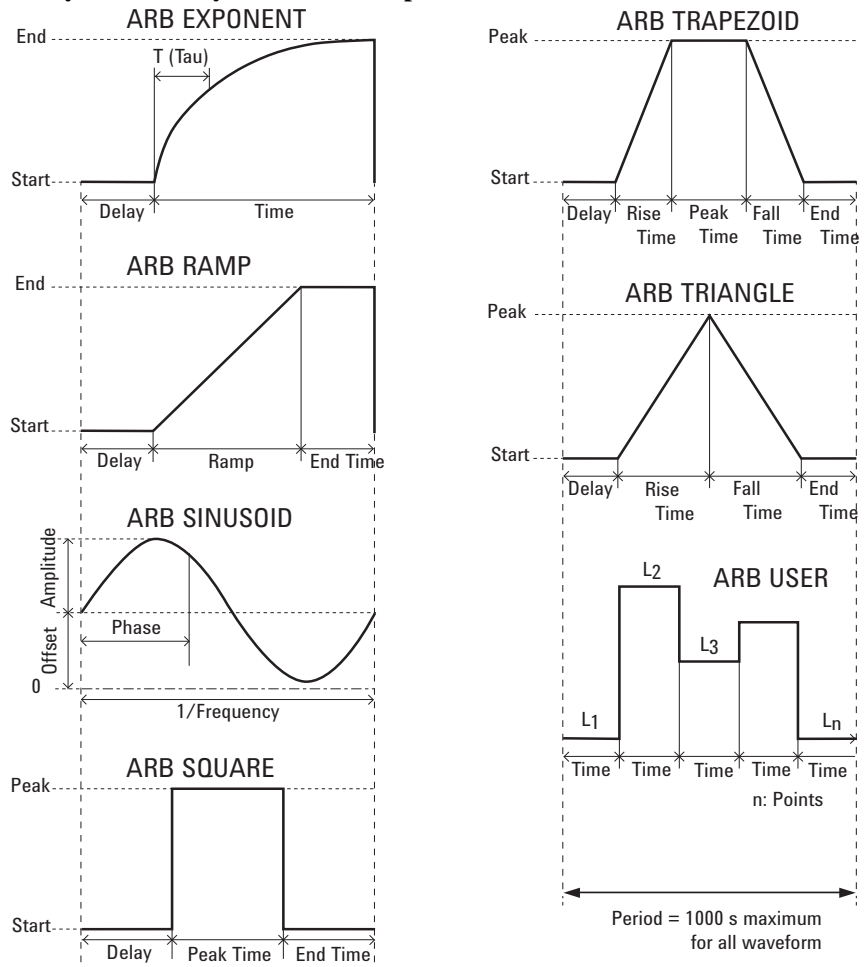 ARB EXPONENT
End
T (Tau)
Start
Delay
Time
ARB RAMP
End
Start
Delay
Ramp
End Time
ARB SINUSOID
Amplitude
Offset
Phase
0
1/Frequency
ARB SQUARE
Peak
Start
Delay
Peak Time
End Time
ARB TRAPEZOID
Peak
Start
Delay
Rise
Time
Peak
Time
Fall
Time
End
Time
ARB TRIANGLE
Peak
Start
Delay
Rise
Time
Fall
Time
End
Time
ARB USER
L1
L2
L3
Ln
Time
Time
Time
Time
Time
n: Points
Period = 1000 s maximum
for all waveform